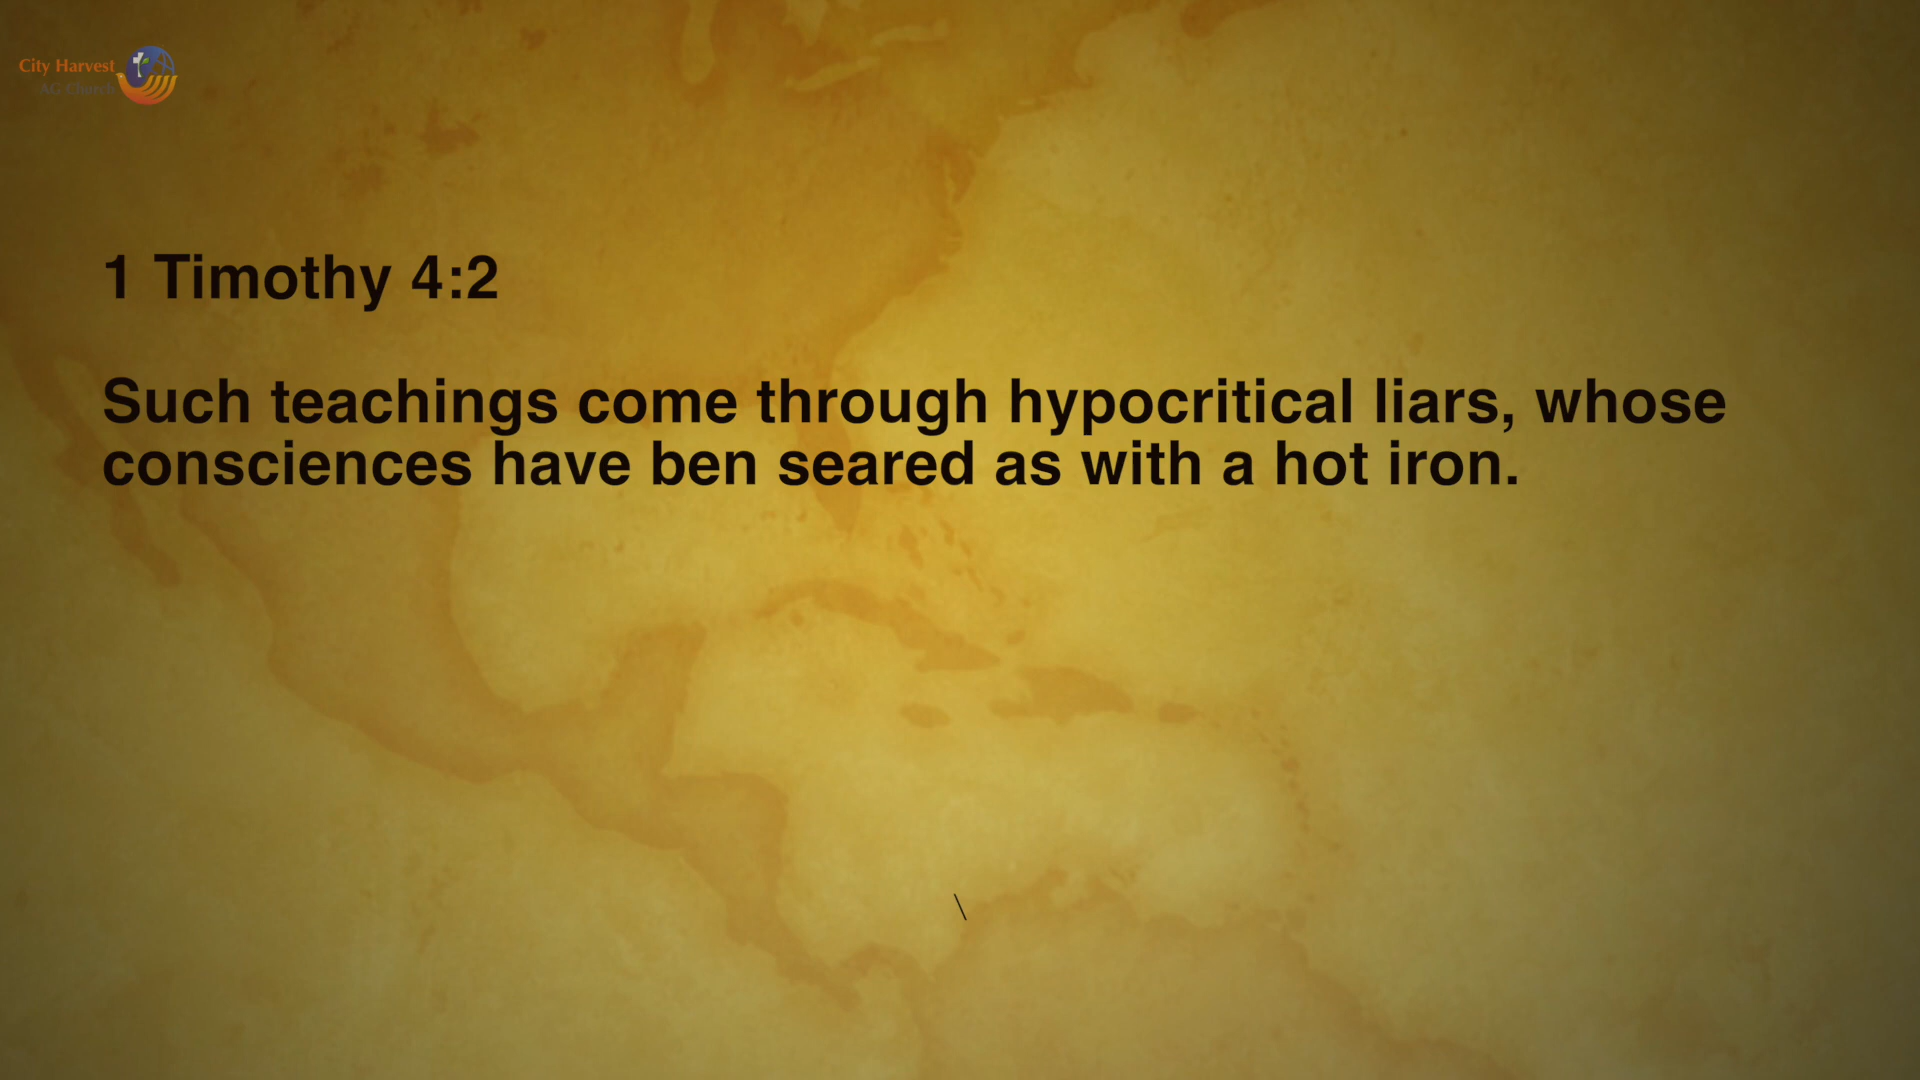 City Harvest
AG Church
1 Timothy 4:2
Such teachings come through hypocritical liars, whose
consciences have ben seared as with a hot iron.
\